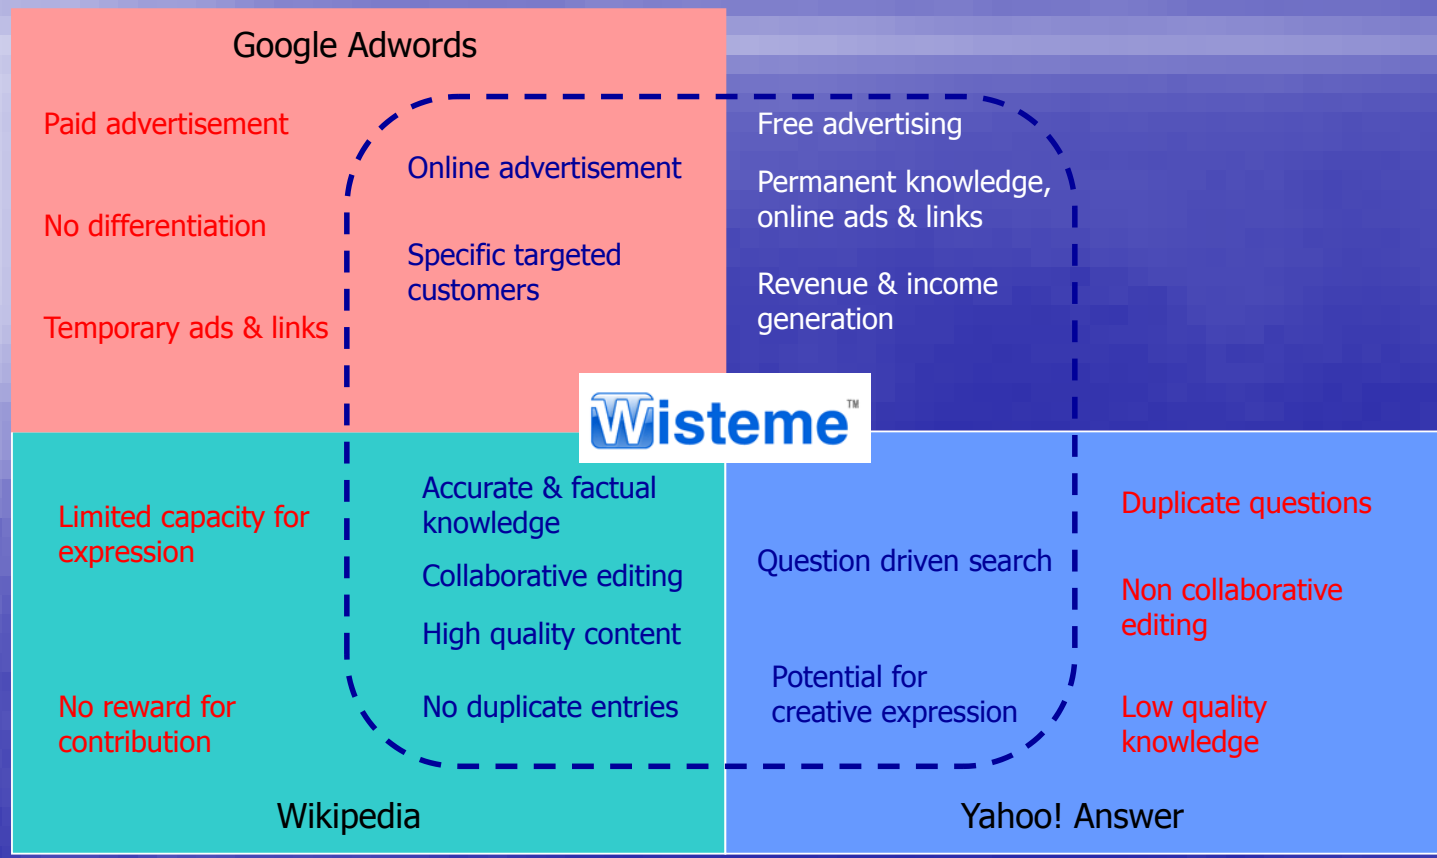 Google Adwords
Paid advertisement
No differentiation
Temporary ads & links
Online advertisement
Specific targeted
customers
Free advertising
Permanent knowledge,
online ads & links
Revenue & income
generation
Wisteme™
Limited capacity for
expression
No reward for
contribution
Accurate & factual
knowledge
Collaborative editing
High quality content
No duplicate entries
Wikipedia
Question driven search
Potential for
creative expression
Duplicate questions
Non collaborative
editing
Low quality
knowledge
Yahoo! Answer